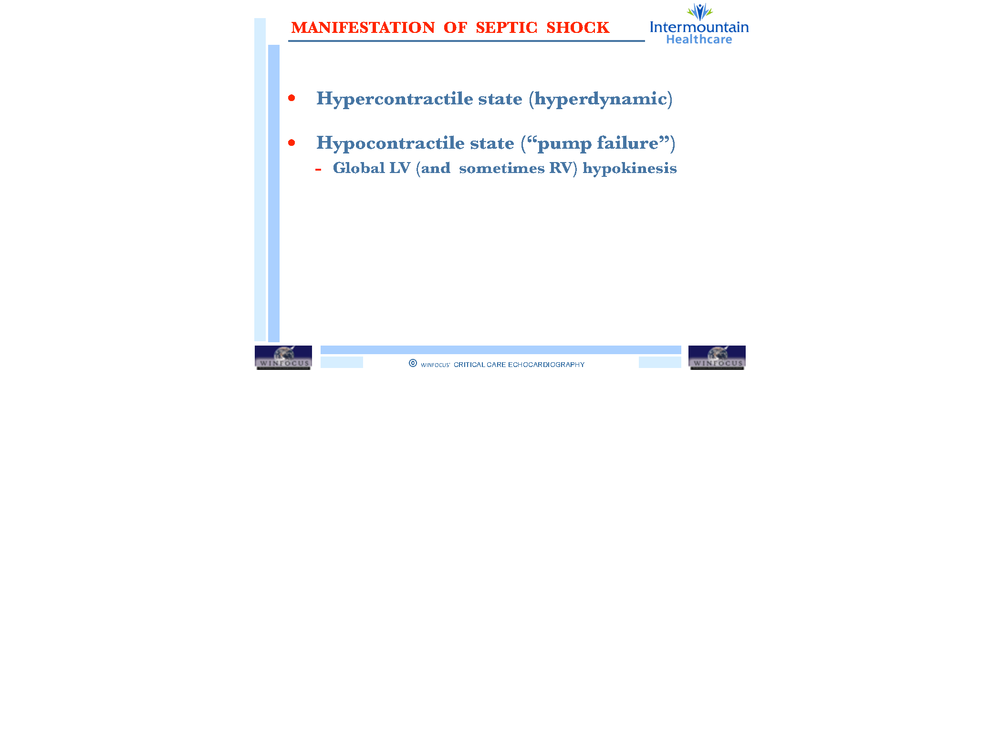 MANIFESTATION OF SEPTIC SHOCK
Intermountain
Healthcare
• Hypercontractile state (hyperdynamic)
• Hypocontractile state (“pump failure”)
- Global LV (and sometimes RV) hypokinesis
WINFOCUS
© WINFOCUS' CRITICAL CARE ECHOCARDIOGRAPHY
WINFOCUS